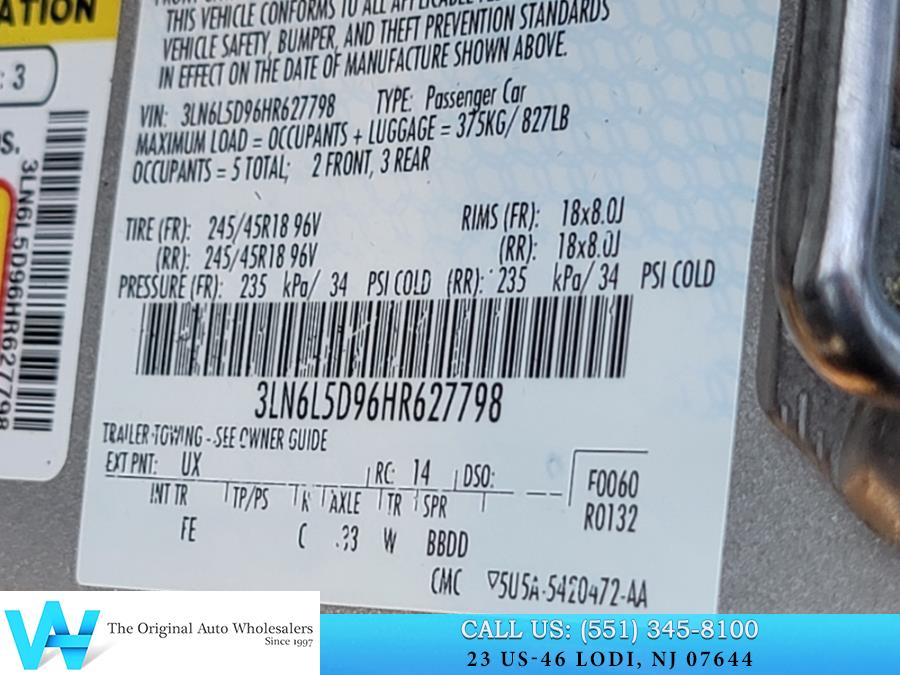 ATION
: 3
S.
3LN6L5D96HR627798
THIS VEHICLE CONFORMS TO ALL APPLICABLE
VEHICLE SAFETY, BUMPER, AND THEFT PREVENTION STANDARDS
IN EFFECT ON THE DATE OF MANUFACTURE SHOWN ABOVE.
VIN: 3LN6L5D96HR627798 TYPE: Passenger Car
MAXIMUM LOAD = OCCUPANTS + LUGGAGE = 375KG/ 827LB
OCCUPANTS = 5 TOTAL; 2 FRONT, 3 REAR
TIRE (FR): 245/45R18 96V RIMS (FR): 18x8.0J
(RR): 245/45R18 96V (RR): 18x8.0J
PRESSURE (FR): 235 kPa/ 34 PSI COLD (RR): 235 kPa/ 34 PSI COLD
3LN6L5D96HR627798
TRAILER TOWING - SEE OWNER GUIDE
EXT PNT: UX RC: 14 DSO: F0060
INT TR TP/PS R AXLE TR SPR R0132
FE C .33 W BBDD
CMC ▽5U5A-5420472-AA
The Original Auto Wholesalers
Since 1997
CALL US: (551) 345-8100
23 US-46 LODI, NJ 07644